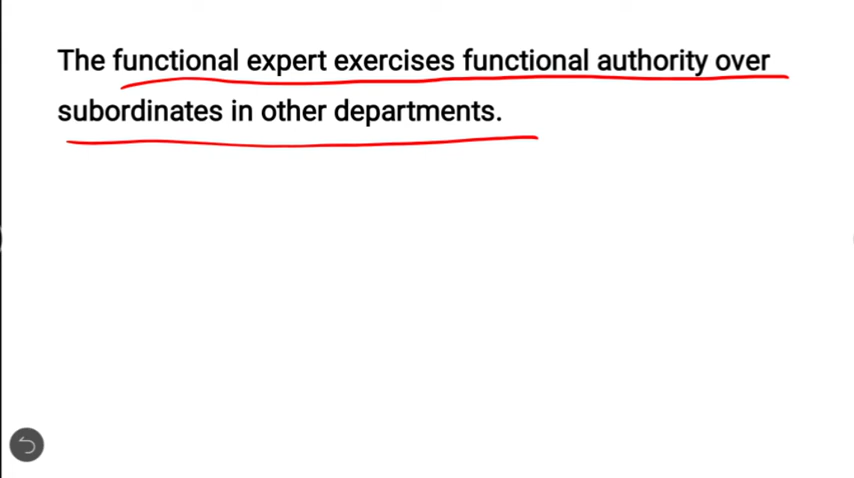 The functional expert exercises functional authority over
subordinates in other departments.